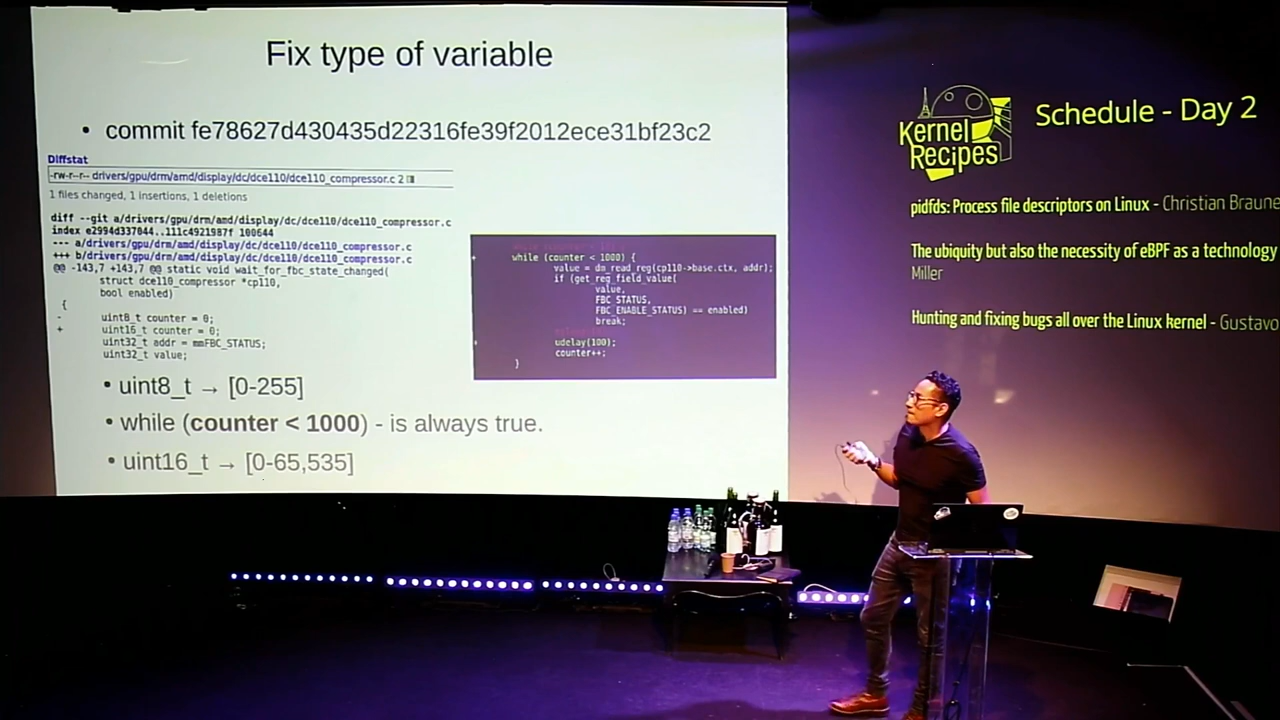 Fix type of variable
• commit fe78627d430435d22316fe39f2012ece31bf23c2
Diffstat
-rw-r--r-- drivers/gpu/drm/amd/display/dc/dce110/dce110_compressor.c 2
1 files changed, 1 insertions, 1 deletions
diff --git a/drivers/gpu/drm/amd/display/dc/dce110/dce110_compressor.c
index e2994d337044..111c4921987f 100644
--- a/drivers/gpu/drm/amd/display/dc/dce110/dce110_compressor.c
+++ b/drivers/gpu/drm/amd/display/dc/dce110/dce110_compressor.c
@@ -143,7 +143,7 @@ static void wait_for_fbc_state_changed(
struct dce110_compressor *cp110,
bool enabled)
{
- uint8_t counter = 0;
+ uint16_t counter = 0;
uint32_t addr = mmFBC_STATUS;
uint32_t value;
+ while (counter < 1000) {
value = dm_read_reg(cp110->base.ctx, addr);
if (get_reg_field_value(
value,
FBC_STATUS,
FBC_ENABLE_STATUS) == enabled)
break;
+ udelay(100);
counter++;
}
• uint8_t → [0-255]
• while (counter < 1000) - is always true.
• uint16_t → [0-65,535]
Kernel
Recipes
Schedule - Day 2
pidfds: Process file descriptors on Linux - Christian Braune
The ubiquity but also the necessity of eBPF as a technology
Miller
Hunting and fixing bugs all over the Linux kernel - Gustavo